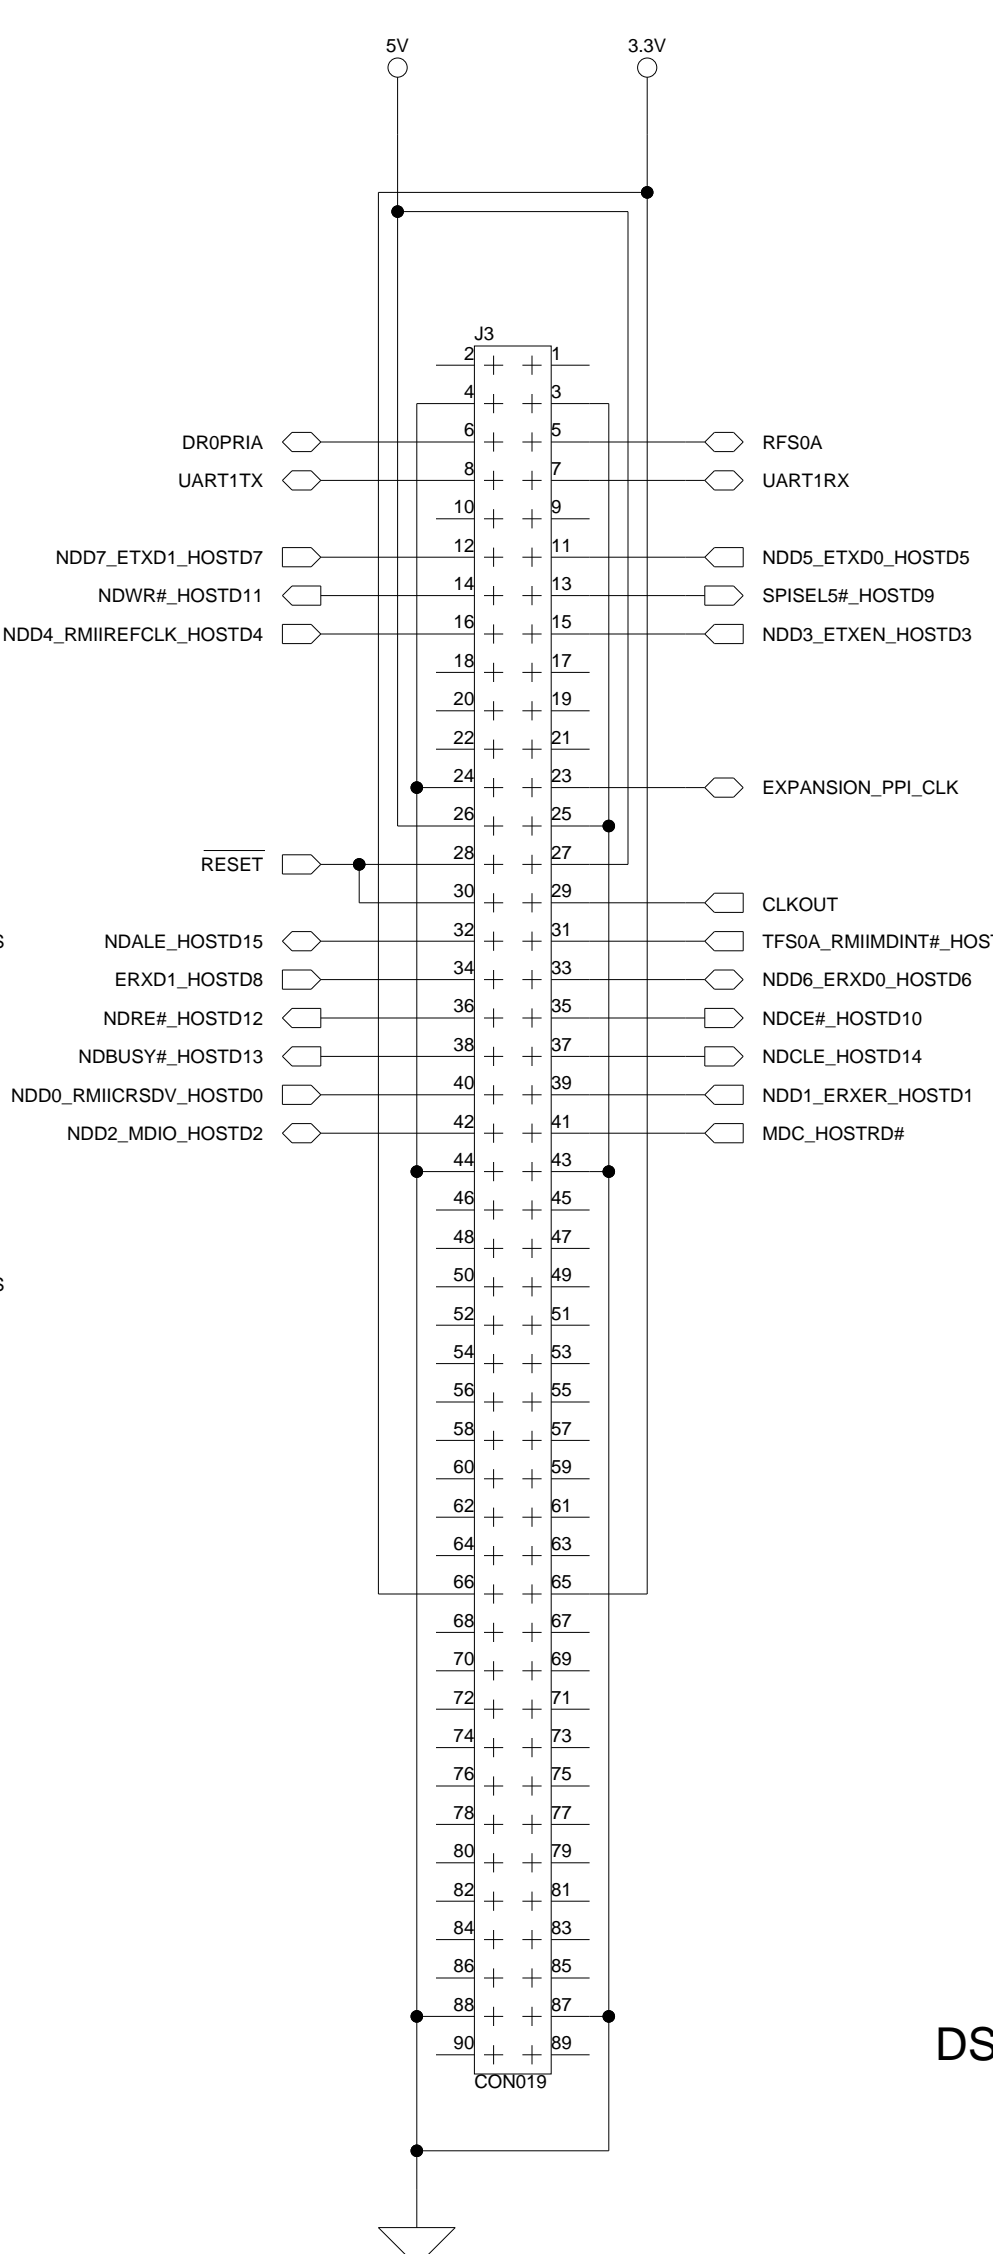 5V 3.3V
J3
2 1
4 3
DR0PRIA 6 5 RFS0A
UART1TX 8 7 UART1RX
10 9
NDD7_ETXD1_HOSTD7 12 11 NDD5_ETXD0_HOSTD5
NDWR#_HOSTD11 14 13 SPISEL5#_HOSTD9
NDD4_RMIIREFCLK_HOSTD4 16 15 NDD3_ETXEN_HOSTD3
18 17
20 19
22 21
24 23 EXPANSION_PPI_CLK
26 25
RESET 28 27
30 29 CLKOUT
S NDALE_HOSTD15 32 31 TFS0A_RMIIMDINT#_HOS
ERXD1_HOSTD8 34 33 NDD6_ERXD0_HOSTD6
NDRE#_HOSTD12 36 35 NDCE#_HOSTD10
NDBUSY#_HOSTD13 38 37 NDCLE_HOSTD14
NDD0_RMIICRSDV_HOSTD0 40 39 NDD1_ERXER_HOSTD1
NDD2_MDIO_HOSTD2 42 41 MDC_HOSTRD#
44 43
46 45
48 47
S 50 49
52 51
54 53
56 55
58 57
60 59
62 61
64 63
66 65
68 67
70 69
72 71
74 73
76 75
78 77
80 79
82 81
84 83
86 85
88 87
90 89
CON019
DS